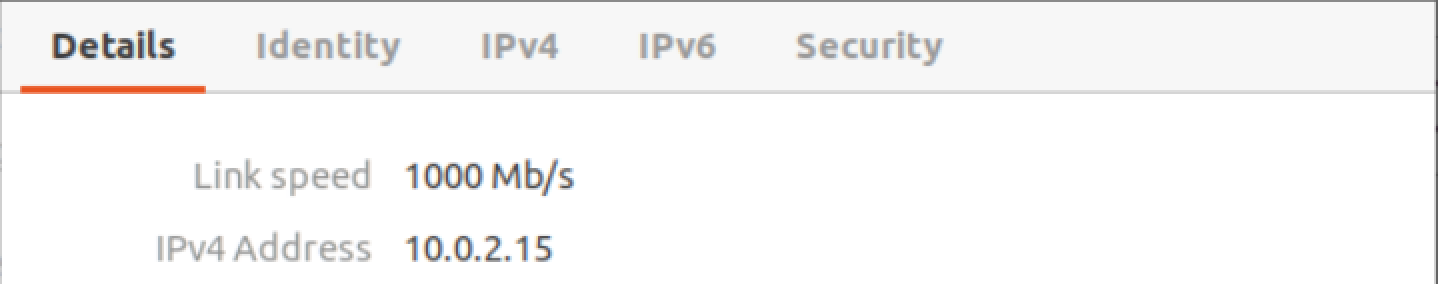 Details Identity IPv4 IPv6 Security
Link speed 1000 Mb/s
IPv4 Address 10.0.2.15